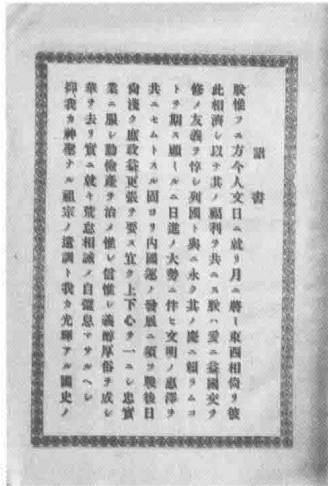 詔書
朕惟フニ方今人文日ニ就リ月ニ將ミ東西相倚リ彼
此相濟シ以テ其ノ福利ヲ共ニス朕ハ爰ニ益國交ヲ
修メ友義ヲ惇シ列國ト與ニ永ク其ノ慶ニ賴ラムコ
トヲ期ス顧ミルニ日進ノ大勢ニ伴ヒ文明ノ惠澤ヲ
共ニセムトスル固ヨリ內國運ノ發展ニ須ツ戰後日
尙淺ク庶政益更張ヲ要ス宜ク上下心ヲ一ニシ忠實
業ニ服シ勤儉產ヲ治メ惟レ信惟レ義醇厚俗ヲ成シ
華ヲ去リ實ニ就キ荒怠相誡メ自彊息マサルヘシ
抑我カ神聖ナル祖宗ノ遺訓ト我カ光輝アル國史ノ